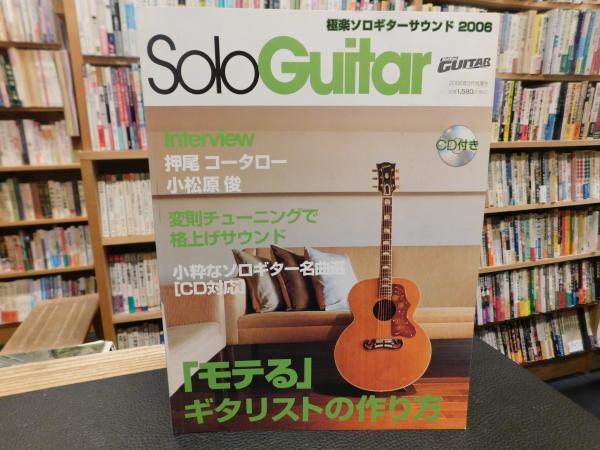 極楽ソロギターサウンド 2006
SoloGuitar
GUITAR
CD付き
Interview
押尾 コータロー
小松原 俊
変則チューニングで
格上げサウンド
小粋なソロギター名曲選
[CD対応]
「モテる」
ギタリストの作り方